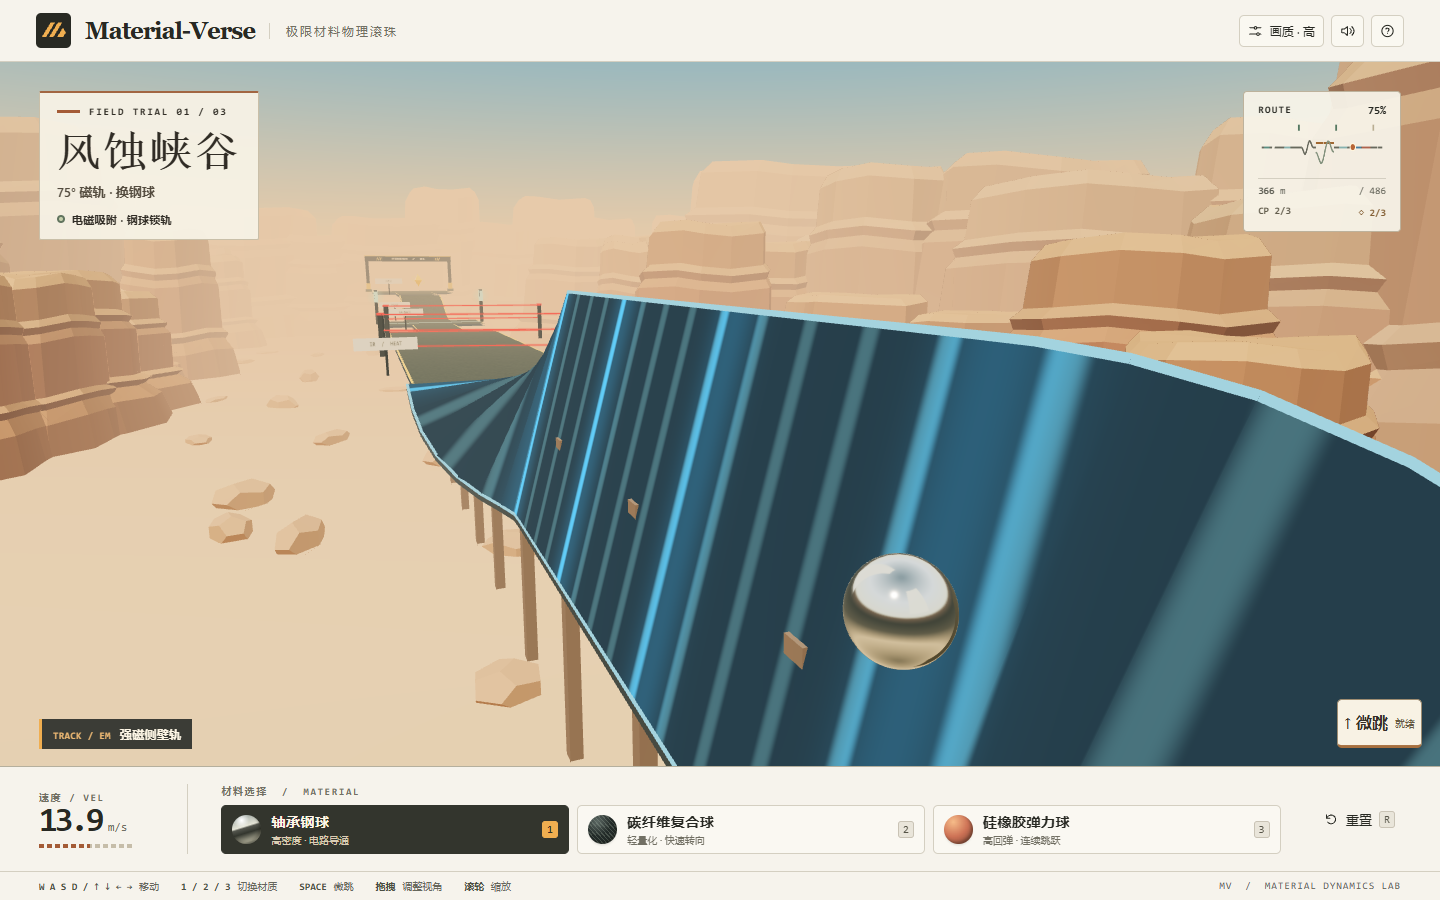 Material-Verse
极限材料物理滚珠
画质 · 高
FIELD TRIAL 01 / 03
风蚀峡谷
75° 磁轨 · 换钢球
电磁吸附 · 钢球锁轨
ROUTE 75%
366 m / 486
CP 2/3 ◇ 2/3
TRACK / EM 强磁侧壁轨
↑ 微跳 就绪
速度 / VEL
13.9 m/s
材料选择 / MATERIAL
轴承钢球
高密度 · 电路导通
1
碳纤维复合球
轻量化 · 快速转向
2
硅橡胶弹力球
高回弹 · 连续跳跃
3
重置 R
W A S D / ↑ ↓ ← → 移动 1 / 2 / 3 切换材质 SPACE 微跳 拖拽 调整视角 滚轮 缩放
MV / MATERIAL DYNAMICS LAB